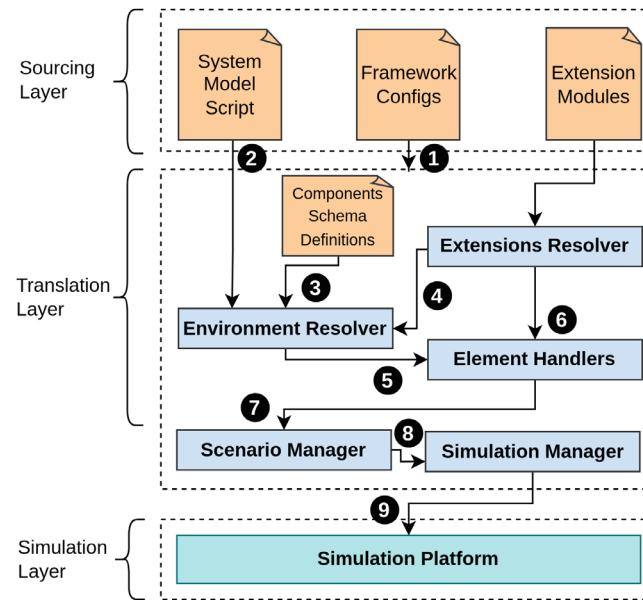 Sourcing
Layer
System
Model
Script
Framework
Configs
Extension
Modules
2
1
Translation
Layer
Components
Schema
Definitions
Extensions Resolver
3
4
Environment Resolver
6
5
Element Handlers
7
8
Scenario Manager
Simulation Manager
9
Simulation
Layer
Simulation Platform